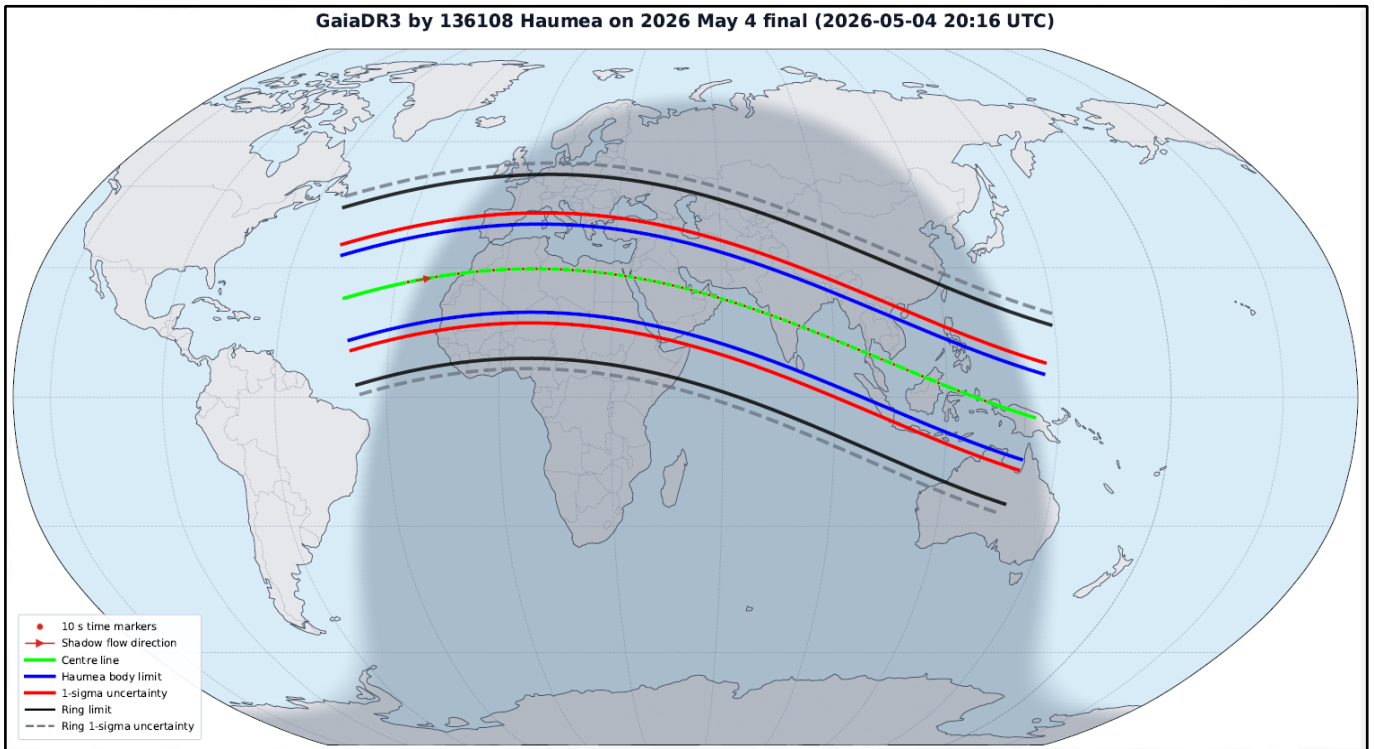 GaiaDR3 by 136108 Haumea on 2026 May 4 final (2026-05-04 20:16 UTC)
10 s time markers
Shadow flow direction
Centre line
Haumea body limit
1-sigma uncertainty
Ring limit
Ring 1-sigma uncertainty